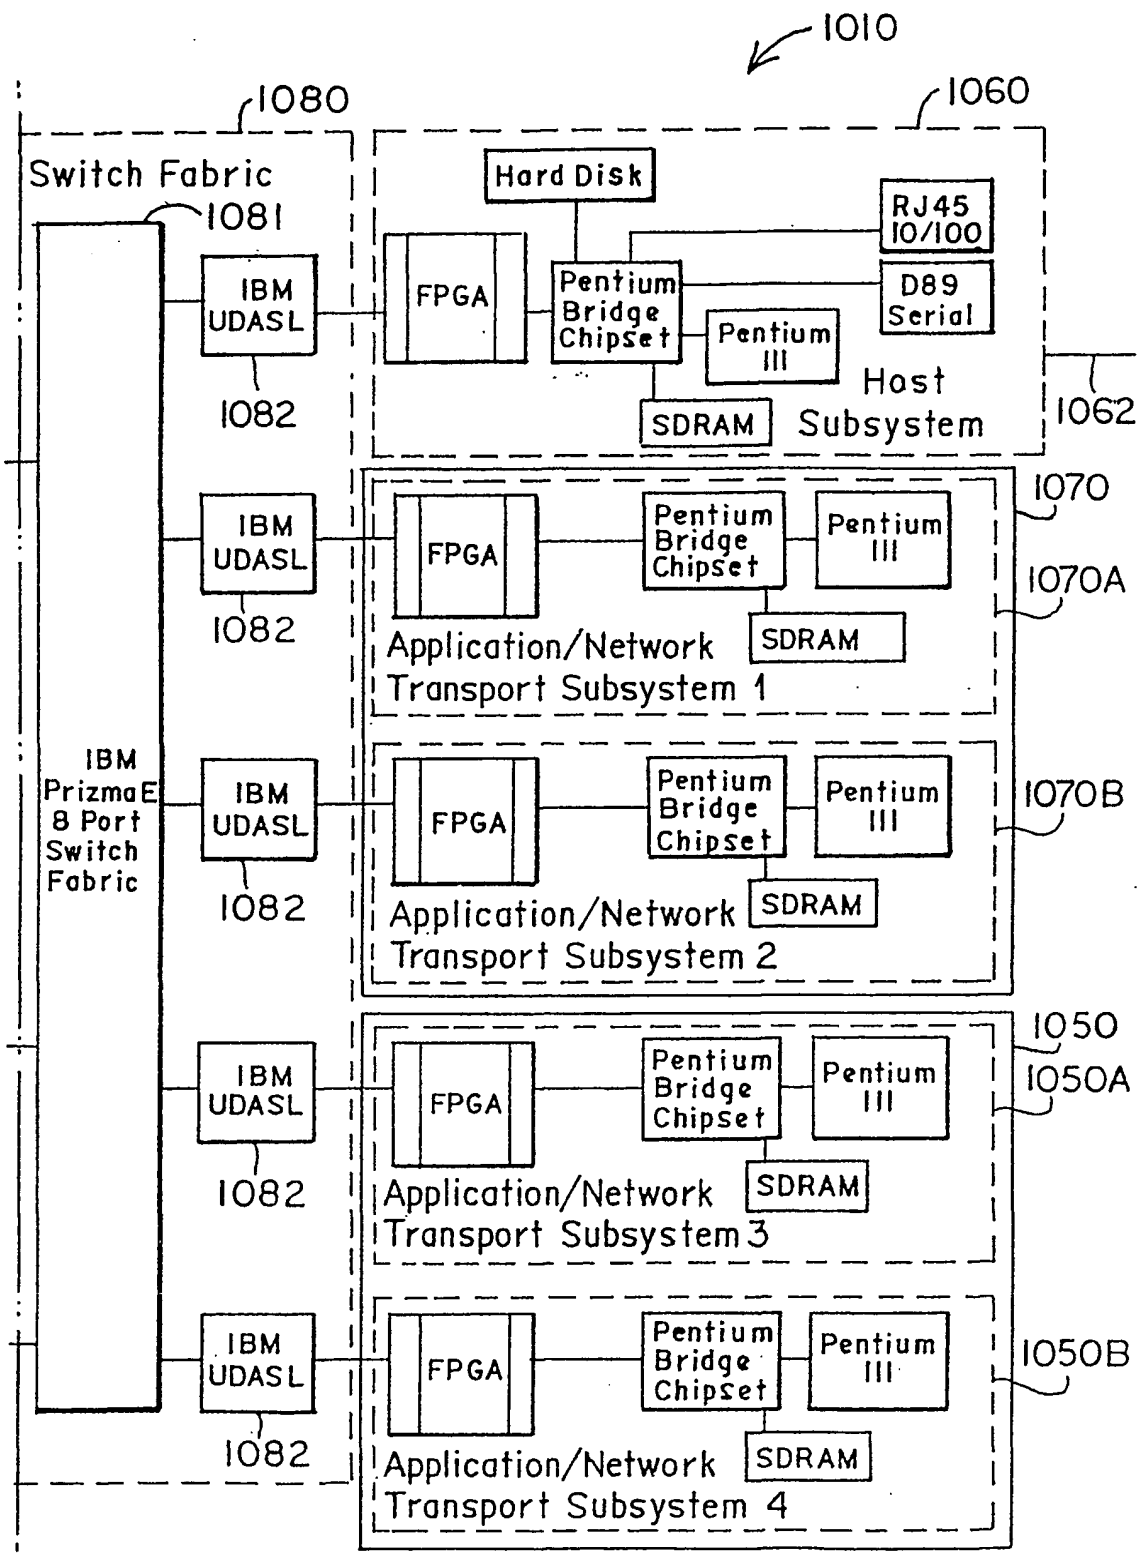 1010
1080
1060
Switch Fabric
1081
Hard Disk
RJ45
10/100
IBM
UDASL
FPGA
Pentium
Bridge
Chipset
D89
Serial
Pentium
III
1082
SDRAM
Host
Subsystem
1062
1070
IBM
UDASL
FPGA
Pentium
Bridge
Chipset
Pentium
III
1070A
1082
SDRAM
Application/Network
Transport Subsystem 1
IBM
PrizmaE
8 Port
Switch
Fabric
IBM
UDASL
FPGA
Pentium
Bridge
Chipset
Pentium
III
1070B
1082
SDRAM
Application/Network
Transport Subsystem 2
1050
IBM
UDASL
FPGA
Pentium
Bridge
Chipset
Pentium
III
1050A
1082
SDRAM
Application/Network
Transport Subsystem 3
IBM
UDASL
FPGA
Pentium
Bridge
Chipset
Pentium
III
1050B
1082
SDRAM
Application/Network
Transport Subsystem 4